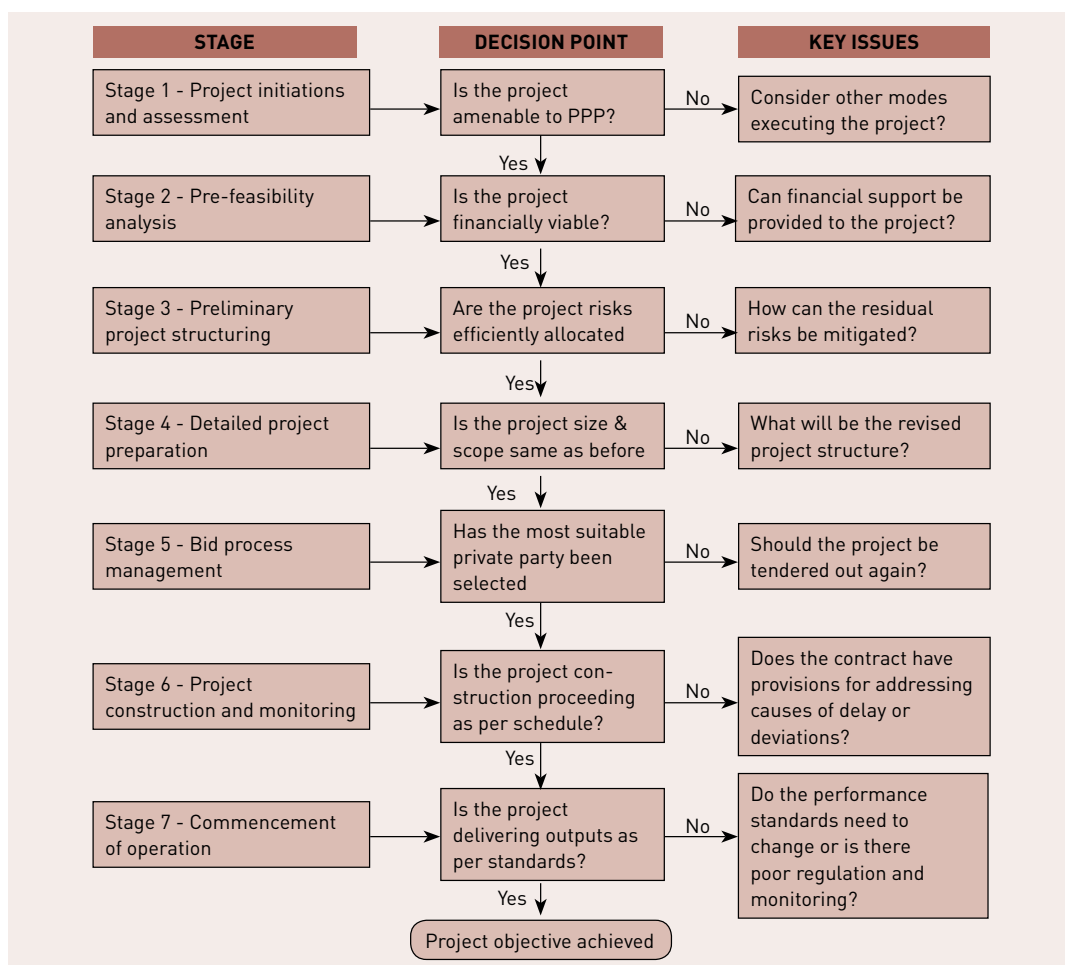 STAGE
DECISION POINT
KEY ISSUES
Stage 1 - Project initiations
and assessment
Is the project
amenable to PPP?
No
Consider other modes
executing the project?
Yes
Stage 2 - Pre-feasibility
analysis
Is the project
financially viable?
No
Can financial support be
provided to the project?
Yes
Stage 3 - Preliminary
project structuring
Are the project risks
efficiently allocated
No
How can the residual
risks be mitigated?
Yes
Stage 4 - Detailed project
preparation
Is the project size &
scope same as before
No
What will be the revised
project structure?
Yes
Stage 5 - Bid process
management
Has the most suitable
private party been
selected
No
Should the project be
tendered out again?
Yes
Stage 6 - Project
construction and monitoring
Is the project con-
struction proceeding
as per schedule?
No
Does the contract have
provisions for addressing
causes of delay or
deviations?
Yes
Stage 7 - Commencement
of operation
Is the project
delivering outputs as
per standards?
No
Do the performance
standards need to
change or is there
poor regulation and
monitoring?
Yes
Project objective achieved